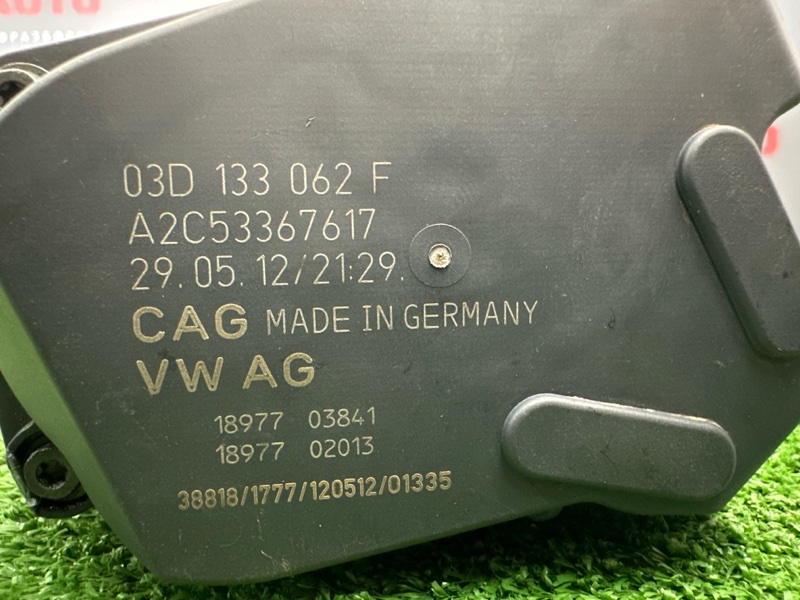 03D 133 062 F
A2C53367617
29.05.12/21:29.
CAG MADE IN GERMANY
VW AG
18977 03841
18977 02013
38818/1777/120512/01335